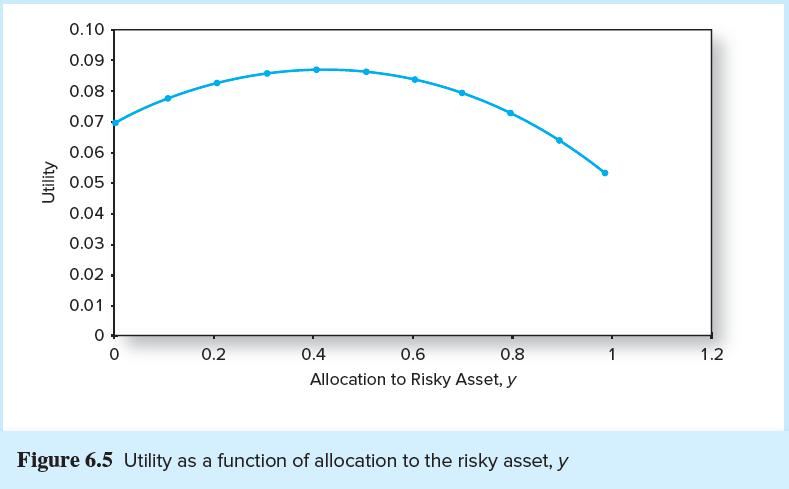 0.10
0.09
0.08
0.07
0.06
0.05
0.04
0.03
0.02
0.01
0
Utility
0 0.2 0.4 0.6 0.8 1 1.2
Allocation to Risky Asset, y
Figure 6.5 Utility as a function of allocation to the risky asset, y